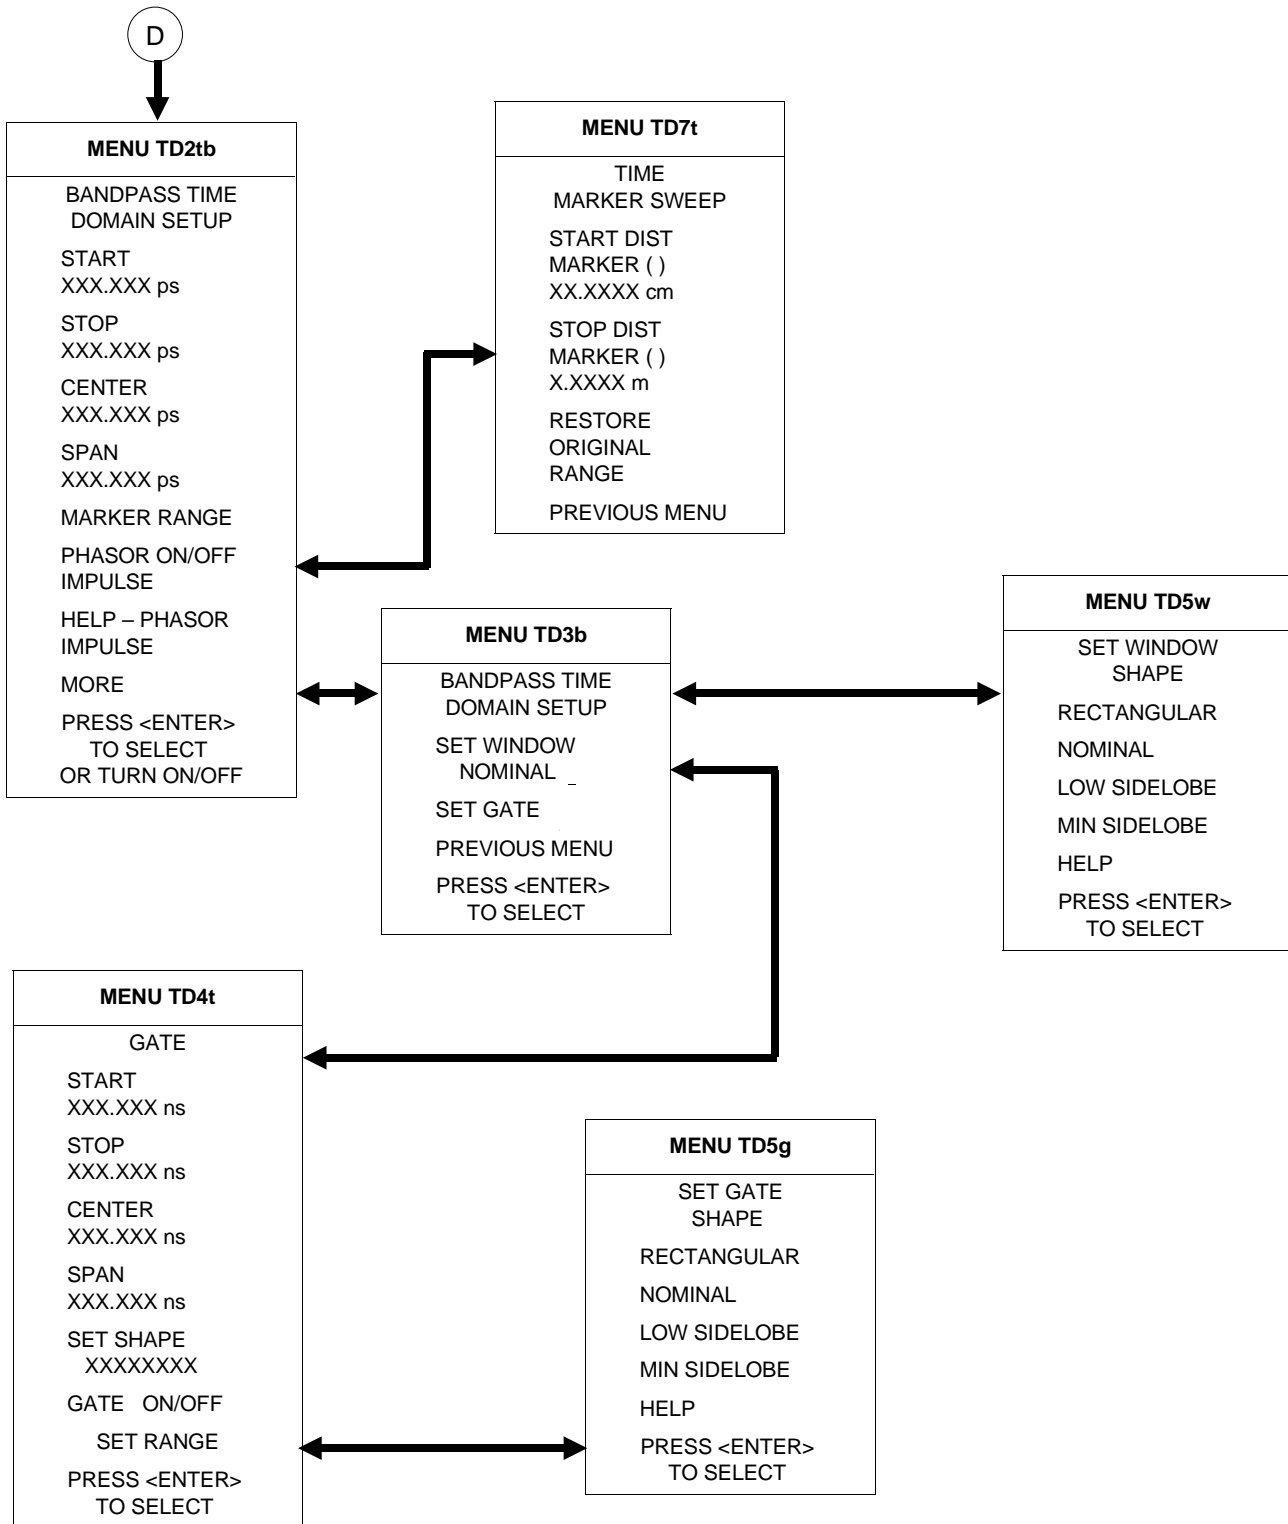 D
MENU TD2tb
BANDPASS TIME
DOMAIN SETUP
START
XXX.XXX ps
STOP
XXX.XXX ps
CENTER
XXX.XXX ps
SPAN
XXX.XXX ps
MARKER RANGE
PHASOR ON/OFF
IMPULSE
HELP – PHASOR
IMPULSE
MORE
PRESS <ENTER>
TO SELECT
OR TURN ON/OFF
MENU TD7t
TIME
MARKER SWEEP
START DIST
MARKER ( )
XX.XXXX cm
STOP DIST
MARKER ( )
X.XXXX m
RESTORE
ORIGINAL
RANGE
PREVIOUS MENU
MENU TD3b
BANDPASS TIME
DOMAIN SETUP
SET WINDOW
NOMINAL _
SET GATE
PREVIOUS MENU
PRESS <ENTER>
TO SELECT
MENU TD5w
SET WINDOW
SHAPE
RECTANGULAR
NOMINAL
LOW SIDELOBE
MIN SIDELOBE
HELP
PRESS <ENTER>
TO SELECT
MENU TD4t
GATE
START
XXX.XXX ns
STOP
XXX.XXX ns
CENTER
XXX.XXX ns
SPAN
XXX.XXX ns
SET SHAPE
XXXXXXXX
GATE ON/OFF
SET RANGE
PRESS <ENTER>
TO SELECT
MENU TD5g
SET GATE
SHAPE
RECTANGULAR
NOMINAL
LOW SIDELOBE
MIN SIDELOBE
HELP
PRESS <ENTER>
TO SELECT